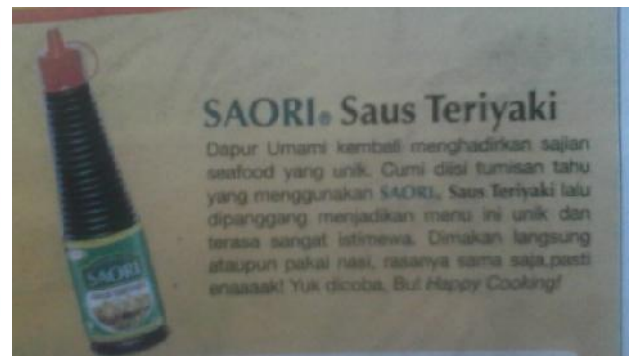 SAORI® Saus Teriyaki
Dapur Umami kembali menghadirkan sajian
seafood yang unik. Cumi diisi tumisan tahu
yang menggunakan SAORI® Saus Teriyaki lalu
dipanggang menjadikan menu ini unik dan
terasa sangat istimewa. Dimakan langsung
ataupun pakai nasi, rasanya sama saja,pasti
enaaaak! Yuk dicoba, Bu! Happy Cooking!
SAORI